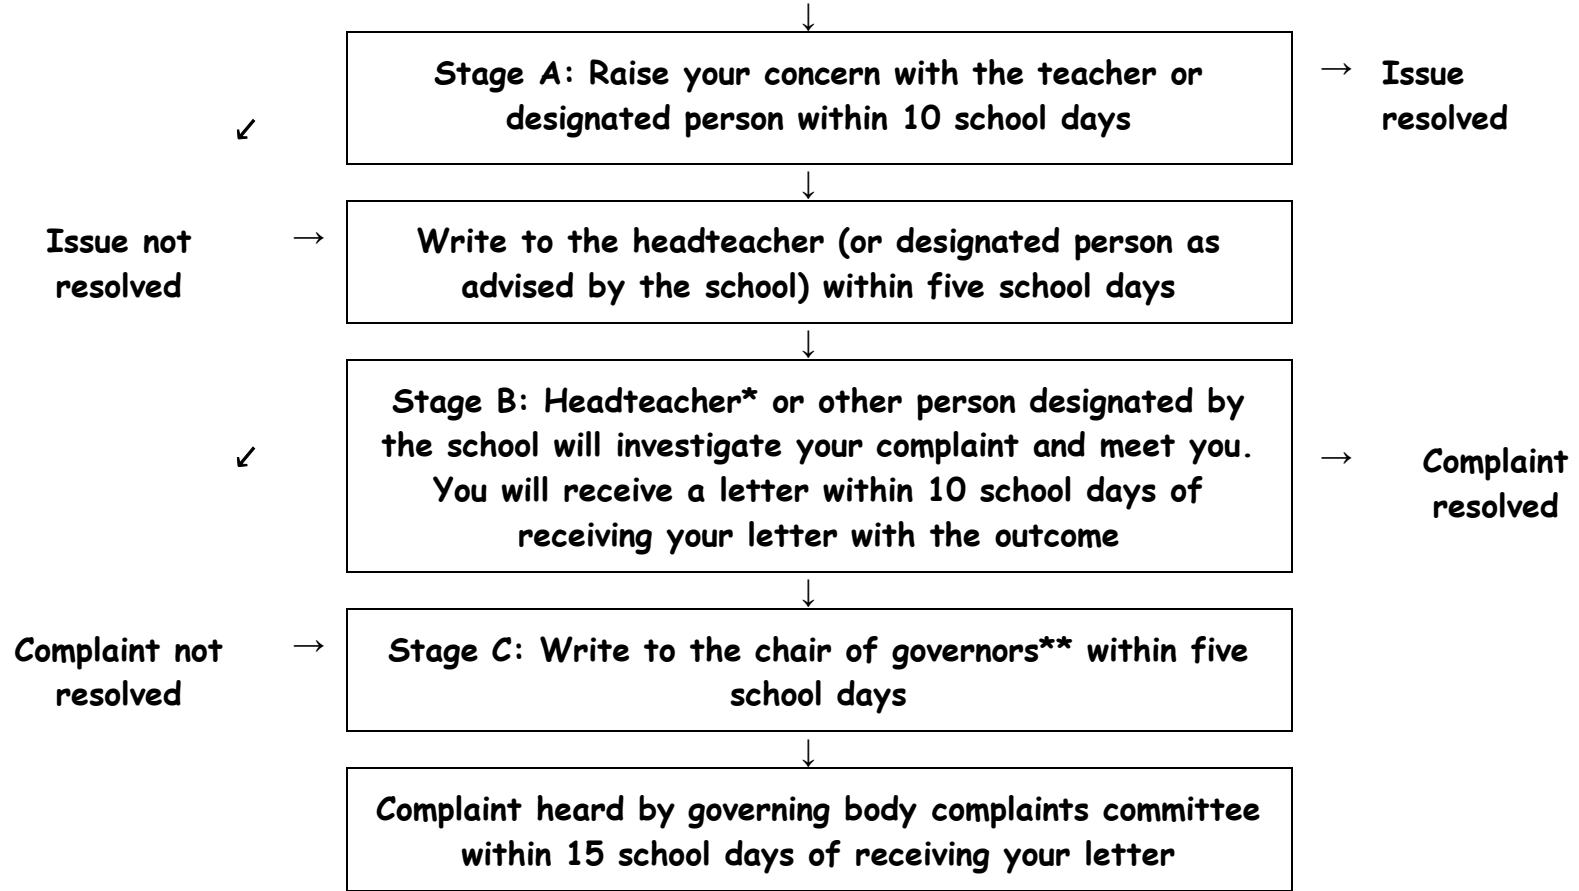 ↓
Stage A: Raise your concern with the teacher or
designated person within 10 school days
→ Issue
resolved
↙
↓
Issue not
resolved
→
Write to the headteacher (or designated person as
advised by the school) within five school days
↓
Stage B: Headteacher* or other person designated by
the school will investigate your complaint and meet you.
You will receive a letter within 10 school days of
receiving your letter with the outcome
↙
→ Complaint
resolved
↓
Complaint not
resolved
→
Stage C: Write to the chair of governors** within five
school days
↓
Complaint heard by governing body complaints committee
within 15 school days of receiving your letter